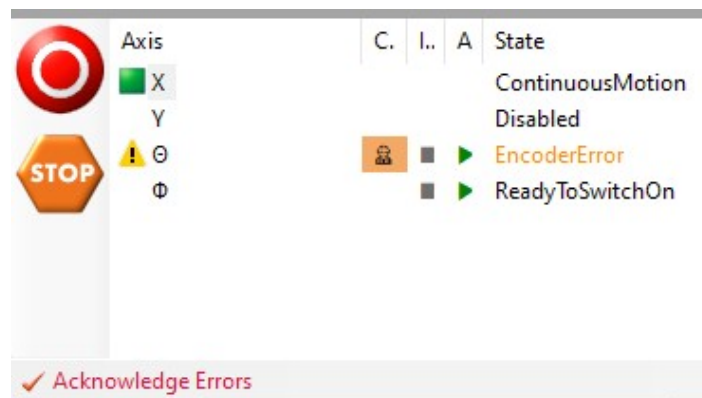 Axis C. I.. A State
X ContinuousMotion
Y Disabled
Θ EncoderError
Φ ReadyToSwitchOn
STOP
Acknowledge Errors